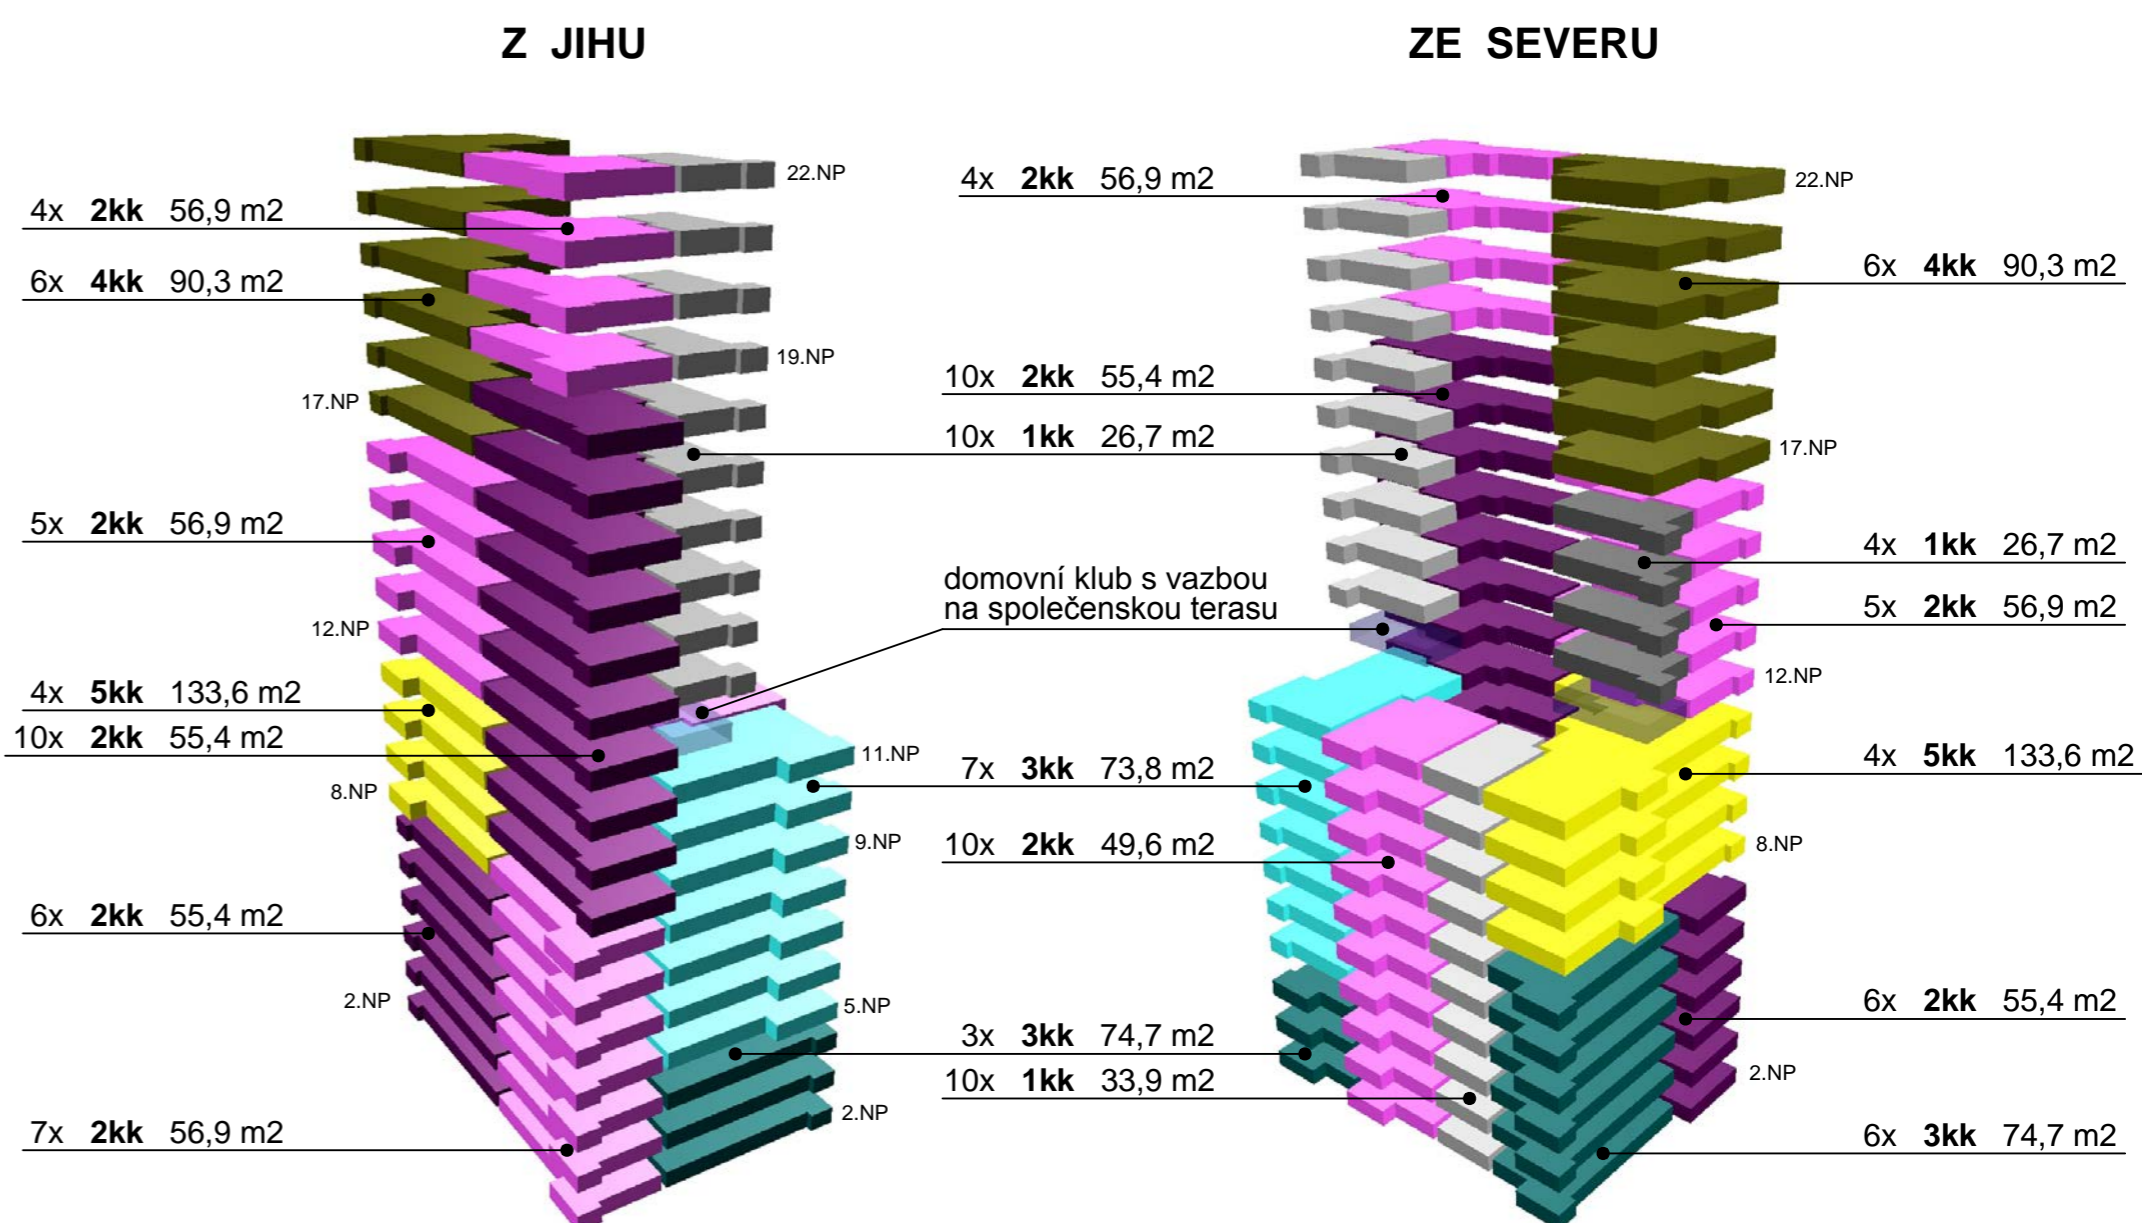 Z JIHU
ZE SEVERU
22.NP
4x 2kk 56,9 m2
6x 4kk 90,3 m2
19.NP
17.NP
5x 2kk 56,9 m2
12.NP
4x 5kk 133,6 m2
10x 2kk 55,4 m2
11.NP
8.NP
9.NP
6x 2kk 55,4 m2
2.NP
5.NP
2.NP
7x 2kk 56,9 m2
4x 2kk 56,9 m2
10x 2kk 55,4 m2
10x 1kk 26,7 m2
domovní klub s vazbou
na společenskou terasu
7x 3kk 73,8 m2
10x 2kk 49,6 m2
3x 3kk 74,7 m2
10x 1kk 33,9 m2
22.NP
6x 4kk 90,3 m2
17.NP
4x 1kk 26,7 m2
5x 2kk 56,9 m2
12.NP
4x 5kk 133,6 m2
8.NP
6x 2kk 55,4 m2
2.NP
6x 3kk 74,7 m2